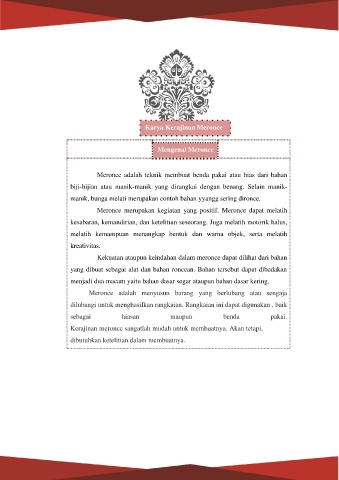 Karya Kerajinan Meronce
Mengenal Meronce
Meronce adalah teknik membuat benda pakai atau hias dari bahan
biji-bijian atau manik-manik yang dirangkai dengan benang. Selain manik-
manik, bunga melati merupakan contoh bahan yyangg sering dironce.
Meronce merupakan kegiatan yang positif. Meronce dapat melatih
kesabaran, kemandirian, dan ketelitian seseorang. Juga melatih motorik halus,
melatih kemampuan menangkap bentuk dan warna objek, serta melatih
kreativitas.
Kekuatan ataupun keindahan dalam meronce dapat dilihat dari bahan
yang dibuat sebagai alat dan bahan roncean. Bahan tersebut dapat dibedakan
menjadi dua macam yaitu bahan dasar segar ataupun bahan dasar kering.
Meronce adalah menyusun barang yang berlubang atau sengaja
dilubangi untuk menghasilkan rangkaian. Rangkaian ini dapat digunakan , baik
sebagai hiasan maupun benda pakai.
Kerajinan meronce sangatlah mudah untuk membuatnya. Akan tetapi,
dibutuhkan ketelitian dalam membuatnya.